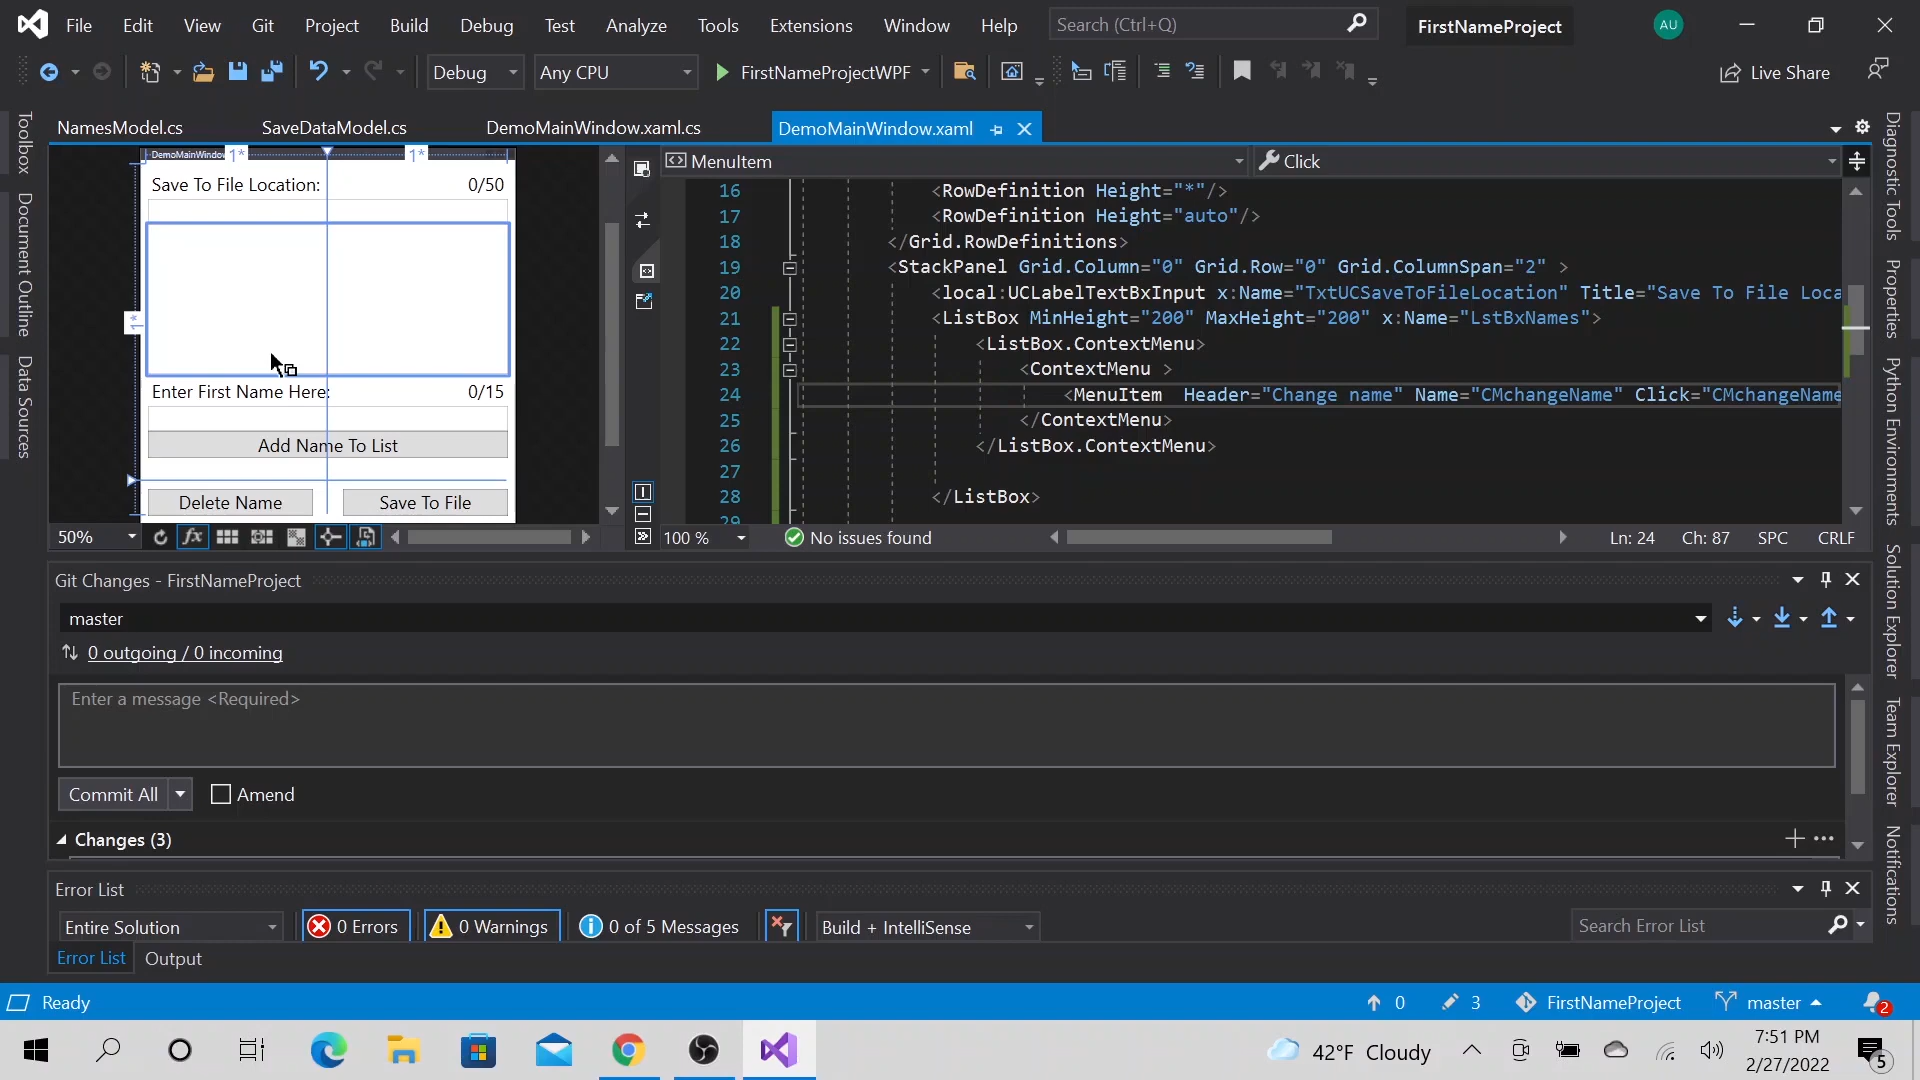 File Edit View Git Project Build Debug Test Analyze Tools Extensions Window Help Search (Ctrl+Q) FirstNameProject AU
Debug Any CPU FirstNameProjectWPF Live Share
NamesModel.cs SaveDataModel.cs DemoMainWindow.xaml.cs DemoMainWindow.xaml
Toolbox
Document Outline
Data Sources
DemoMainWindow 1* 1*
Save To File Location: 0/50
1*
Enter First Name Here: 0/15
Add Name To List
Delete Name Save To File
50% fx
MenuItem Click
16 <RowDefinition Height="*"/>
17 <RowDefinition Height="auto"/>
18 </Grid.RowDefinitions>
19 <StackPanel Grid.Column="0" Grid.Row="0" Grid.ColumnSpan="2" >
20 <local:UCLabelTextBxInput x:Name="TxtUCSaveToFileLocation" Title="Save To File Loca
21 <ListBox MinHeight="200" MaxHeight="200" x:Name="LstBxNames">
22 <ListBox.ContextMenu>
23 <ContextMenu >
24 <MenuItem  Header="Change name" Name="CMchangeName" Click="CMchangeName
25 </ContextMenu>
26 </ListBox.ContextMenu>
27
28 </ListBox>
29
100 % No issues found Ln: 24 Ch: 87 SPC CRLF
Diagnostic Tools
Properties
Python Environments
Solution Explorer
Team Explorer
Notifications
Git Changes - FirstNameProject
master
0 outgoing / 0 incoming
Enter a message <Required>
Commit All Amend
Changes (3)
Error List
Entire Solution 0 Errors 0 Warnings 0 of 5 Messages Build + IntelliSense Search Error List
Error List Output
Ready 0 3 FirstNameProject master 2
42°F Cloudy 7:51 PM
2/27/2022 5